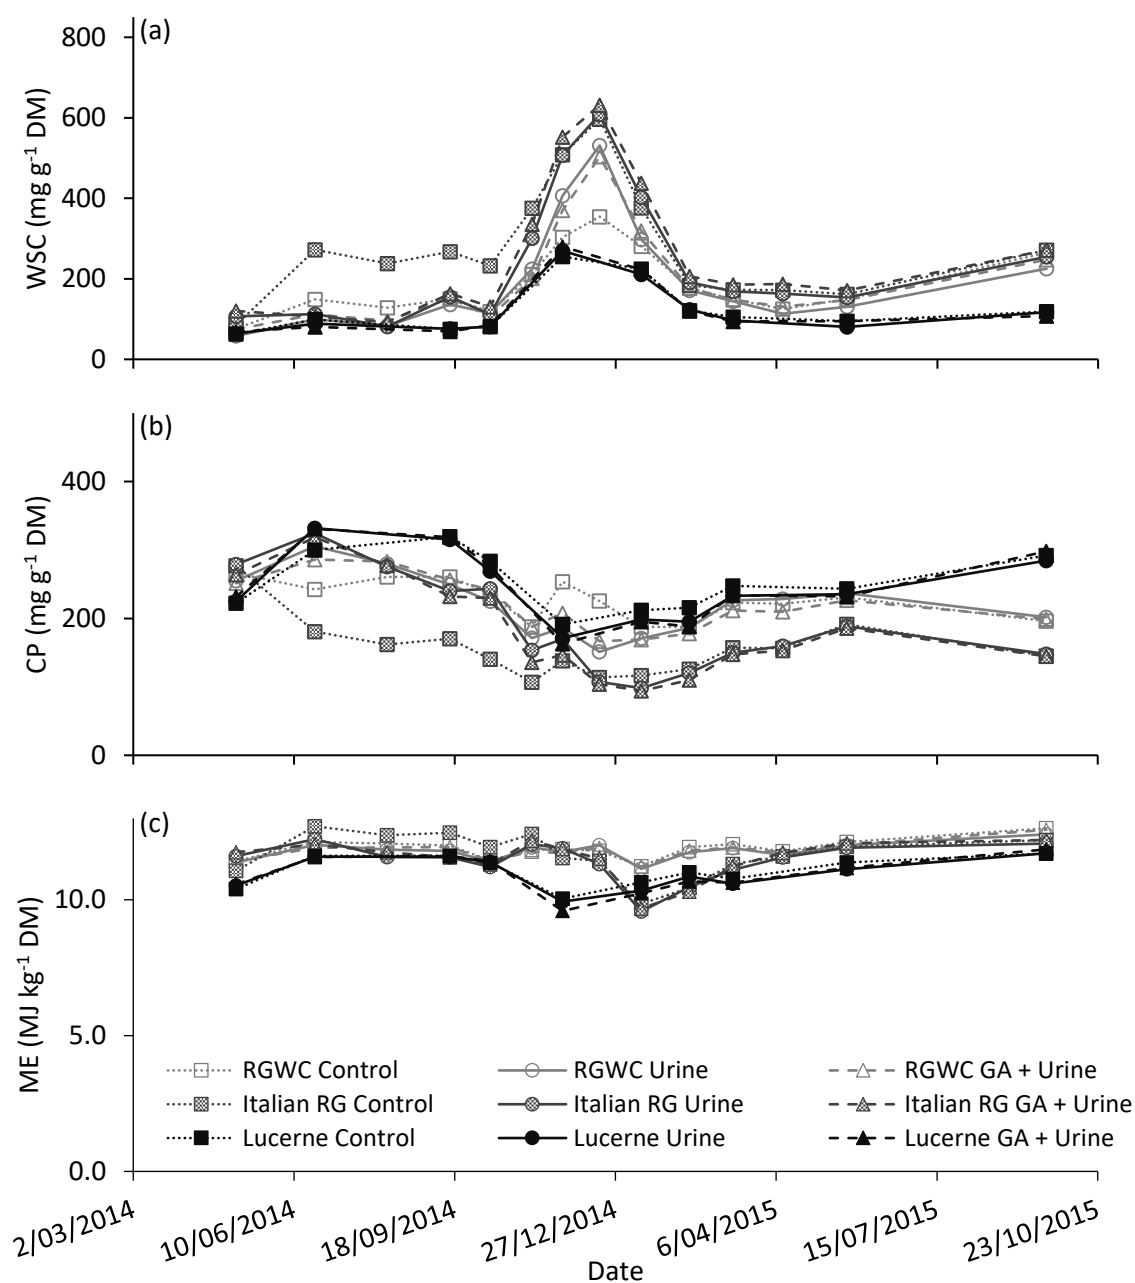 (a)
800
600
400
200
0
WSC (mg g⁻¹ DM)
(b)
400
200
0
CP (mg g⁻¹ DM)
(c)
10.0
5.0
0.0
ME (MJ kg⁻¹ DM)
RGWC Control RGWC Urine RGWC GA + Urine
Italian RG Control Italian RG Urine Italian RG GA + Urine
Lucerne Control Lucerne Urine Lucerne GA + Urine
2/03/2014 10/06/2014 18/09/2014 27/12/2014 6/04/2015 15/07/2015 23/10/2015
Date